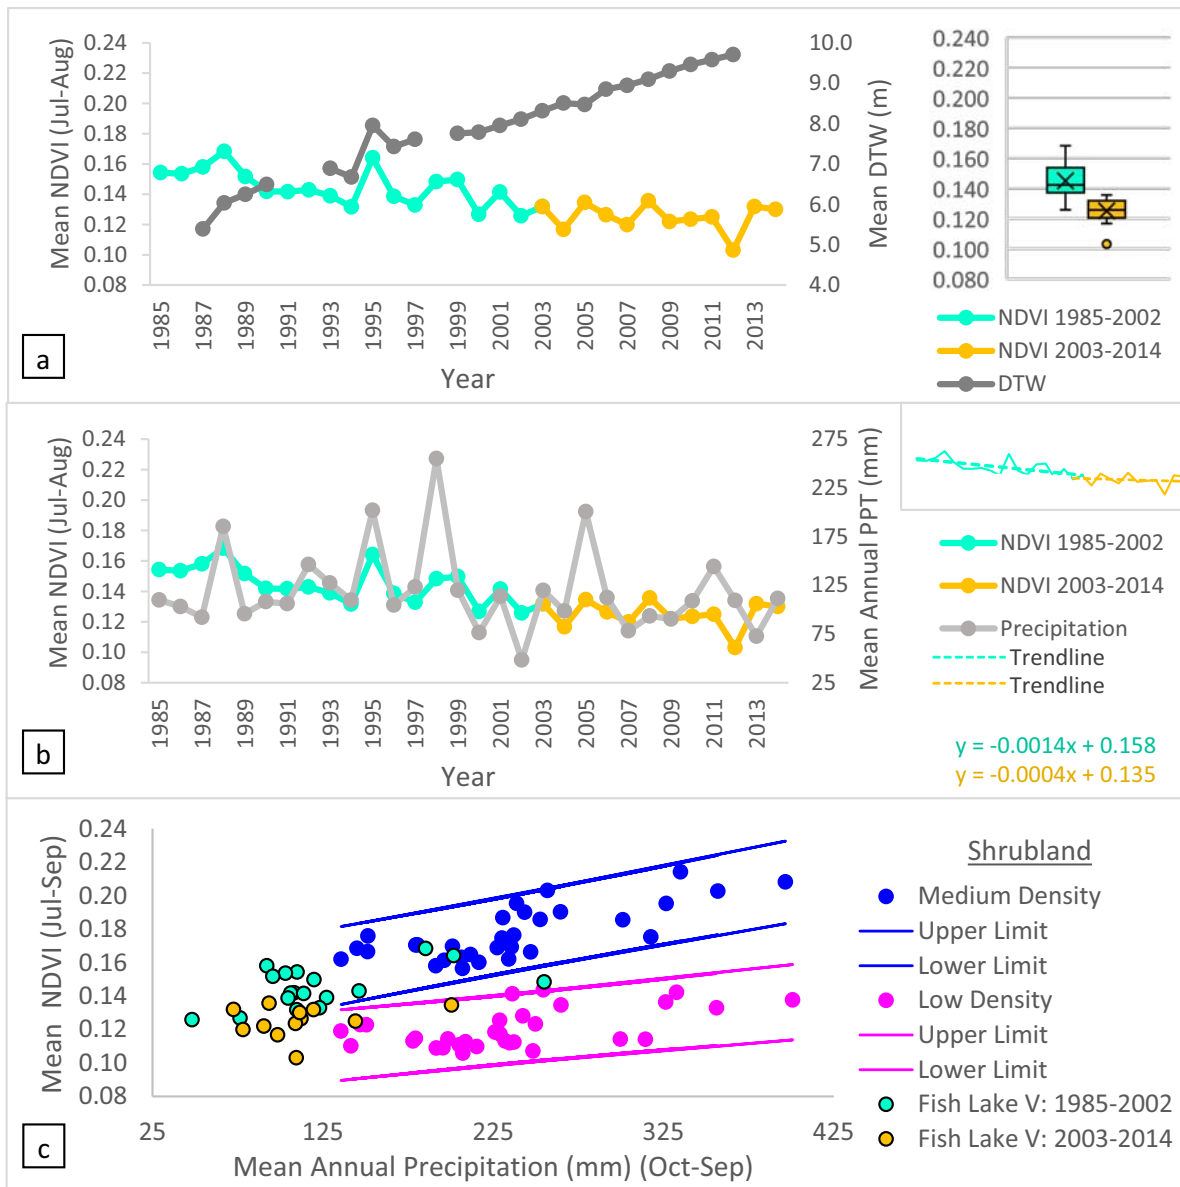 Mean NDVI (Jul-Aug)
0.24
0.22
0.20
0.18
0.16
0.14
0.12
0.10
0.08
10.0
9.0
8.0
7.0
6.0
5.0
4.0
Mean DTW (m)
1985 1987 1989 1991 1993 1995 1997 1999 2001 2003 2005 2007 2009 2011 2013
Year
a
0.240
0.220
0.200
0.180
0.160
0.140
0.120
0.100
0.080
NDVI 1985-2002
NDVI 2003-2014
DTW
Mean NDVI (Jul-Aug)
0.24
0.22
0.20
0.18
0.16
0.14
0.12
0.10
0.08
275
225
175
125
75
25
Mean Annual PPT (mm)
1985 1987 1989 1991 1993 1995 1997 1999 2001 2003 2005 2007 2009 2011 2013
Year
b
NDVI 1985-2002
NDVI 2003-2014
Precipitation
Trendline
Trendline
y = -0.0014x + 0.158
y = -0.0004x + 0.135
Mean NDVI (Jul-Sep)
0.24
0.22
0.20
0.18
0.16
0.14
0.12
0.10
0.08
25 125 225 325 425
Mean Annual Precipitation (mm) (Oct-Sep)
c
Shrubland
Medium Density
Upper Limit
Lower Limit
Low Density
Upper Limit
Lower Limit
Fish Lake V: 1985-2002
Fish Lake V: 2003-2014